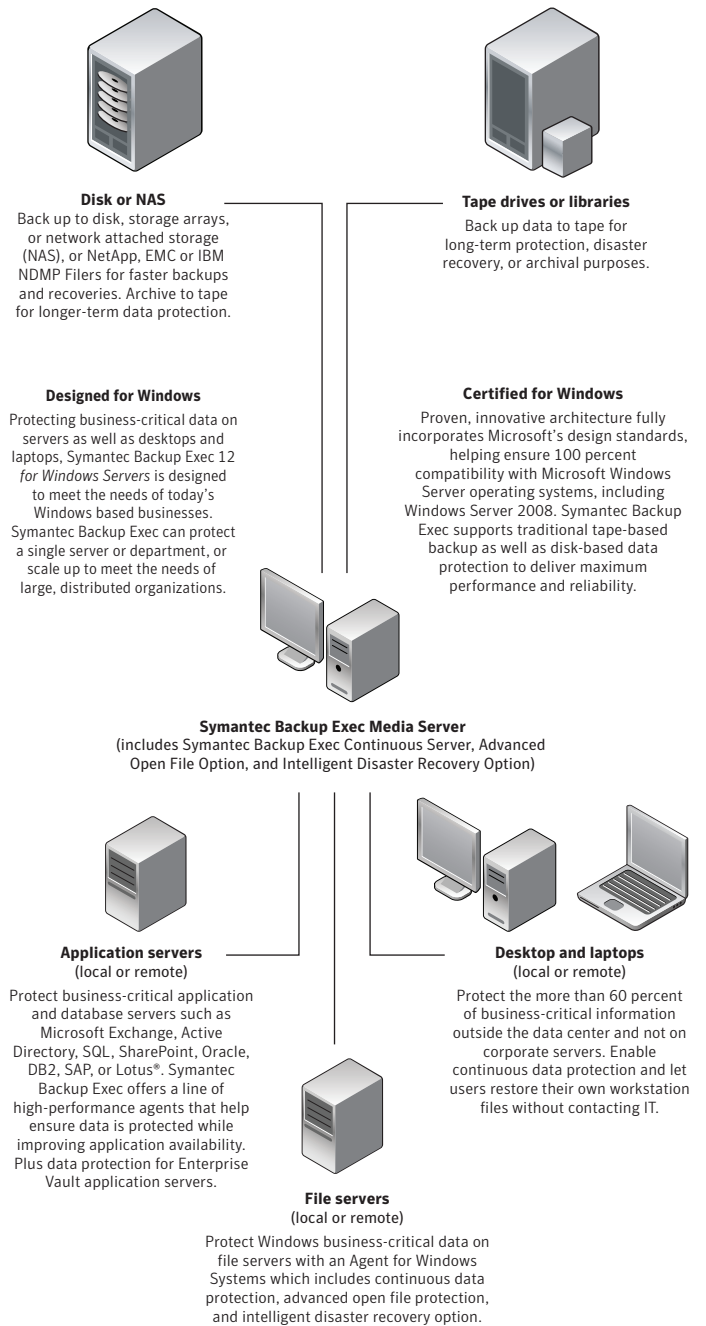 Disk or NAS
Back up to disk, storage arrays,
or network attached storage
(NAS), or NetApp, EMC or IBM
NDMP Filers for faster backups
and recoveries. Archive to tape
for longer-term data protection.
Tape drives or libraries
Back up data to tape for
long-term protection, disaster
recovery, or archival purposes.
Designed for Windows
Protecting business-critical data on
servers as well as desktops and
laptops, Symantec Backup Exec 12
for Windows Servers is designed
to meet the needs of today's
Windows based businesses.
Symantec Backup Exec can protect
a single server or department, or
scale up to meet the needs of
large, distributed organizations.
Certified for Windows
Proven, innovative architecture fully
incorporates Microsoft's design standards,
helping ensure 100 percent
compatibility with Microsoft Windows
Server operating systems, including
Windows Server 2008. Symantec Backup
Exec supports traditional tape-based
backup as well as disk-based data
protection to deliver maximum
performance and reliability.
Symantec Backup Exec Media Server
(includes Symantec Backup Exec Continuous Server, Advanced
Open File Option, and Intelligent Disaster Recovery Option)
Application servers
(local or remote)
Protect business-critical application
and database servers such as
Microsoft Exchange, Active
Directory, SQL, SharePoint, Oracle,
DB2, SAP, or Lotus®. Symantec
Backup Exec offers a line of
high-performance agents that help
ensure data is protected while
improving application availability.
Plus data protection for Enterprise
Vault application servers.
Desktop and laptops
(local or remote)
Protect the more than 60 percent
of business-critical information
outside the data center and not on
corporate servers. Enable
continuous data protection and let
users restore their own workstation
files without contacting IT.
File servers
(local or remote)
Protect Windows business-critical data on
file servers with an Agent for Windows
Systems which includes continuous data
protection, advanced open file protection,
and intelligent disaster recovery option.